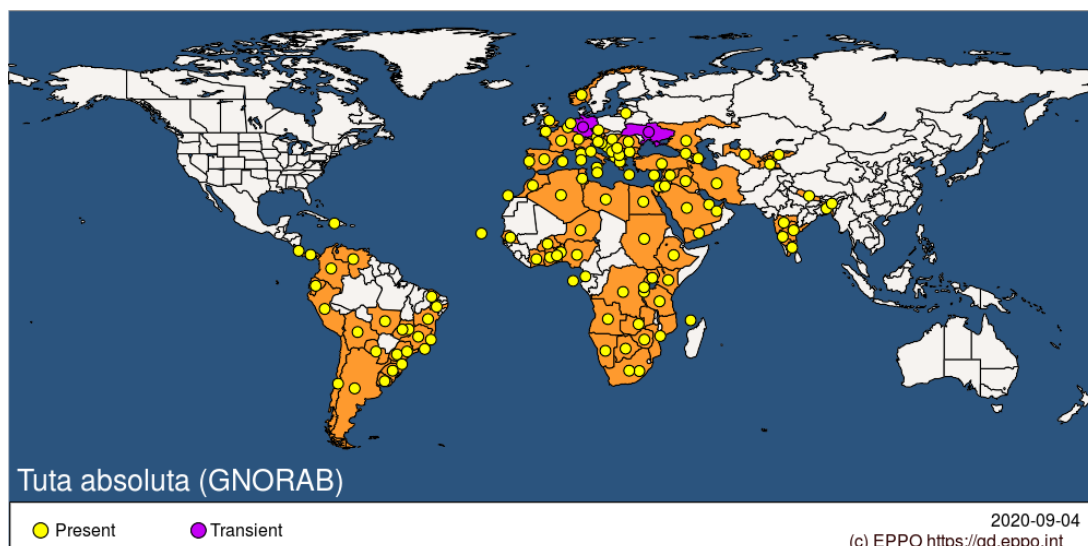 Tuta absoluta (GNORAB)
Present
Transient
2020-09-04
(c) EPPO https://gd.eppo.int